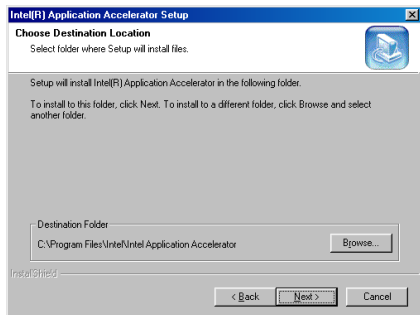 Intel(R) Application Accelerator Setup
Choose Destination Location
Select folder where Setup will install files.
Setup will install Intel(R) Application Accelerator in the following folder.
To install to this folder, click Next. To install to a different folder, click Browse and select
another folder.
Destination Folder
C:\Program Files\Intel\Intel Application Accelerator
Browse...
InstallShield
< Back
Next >
Cancel